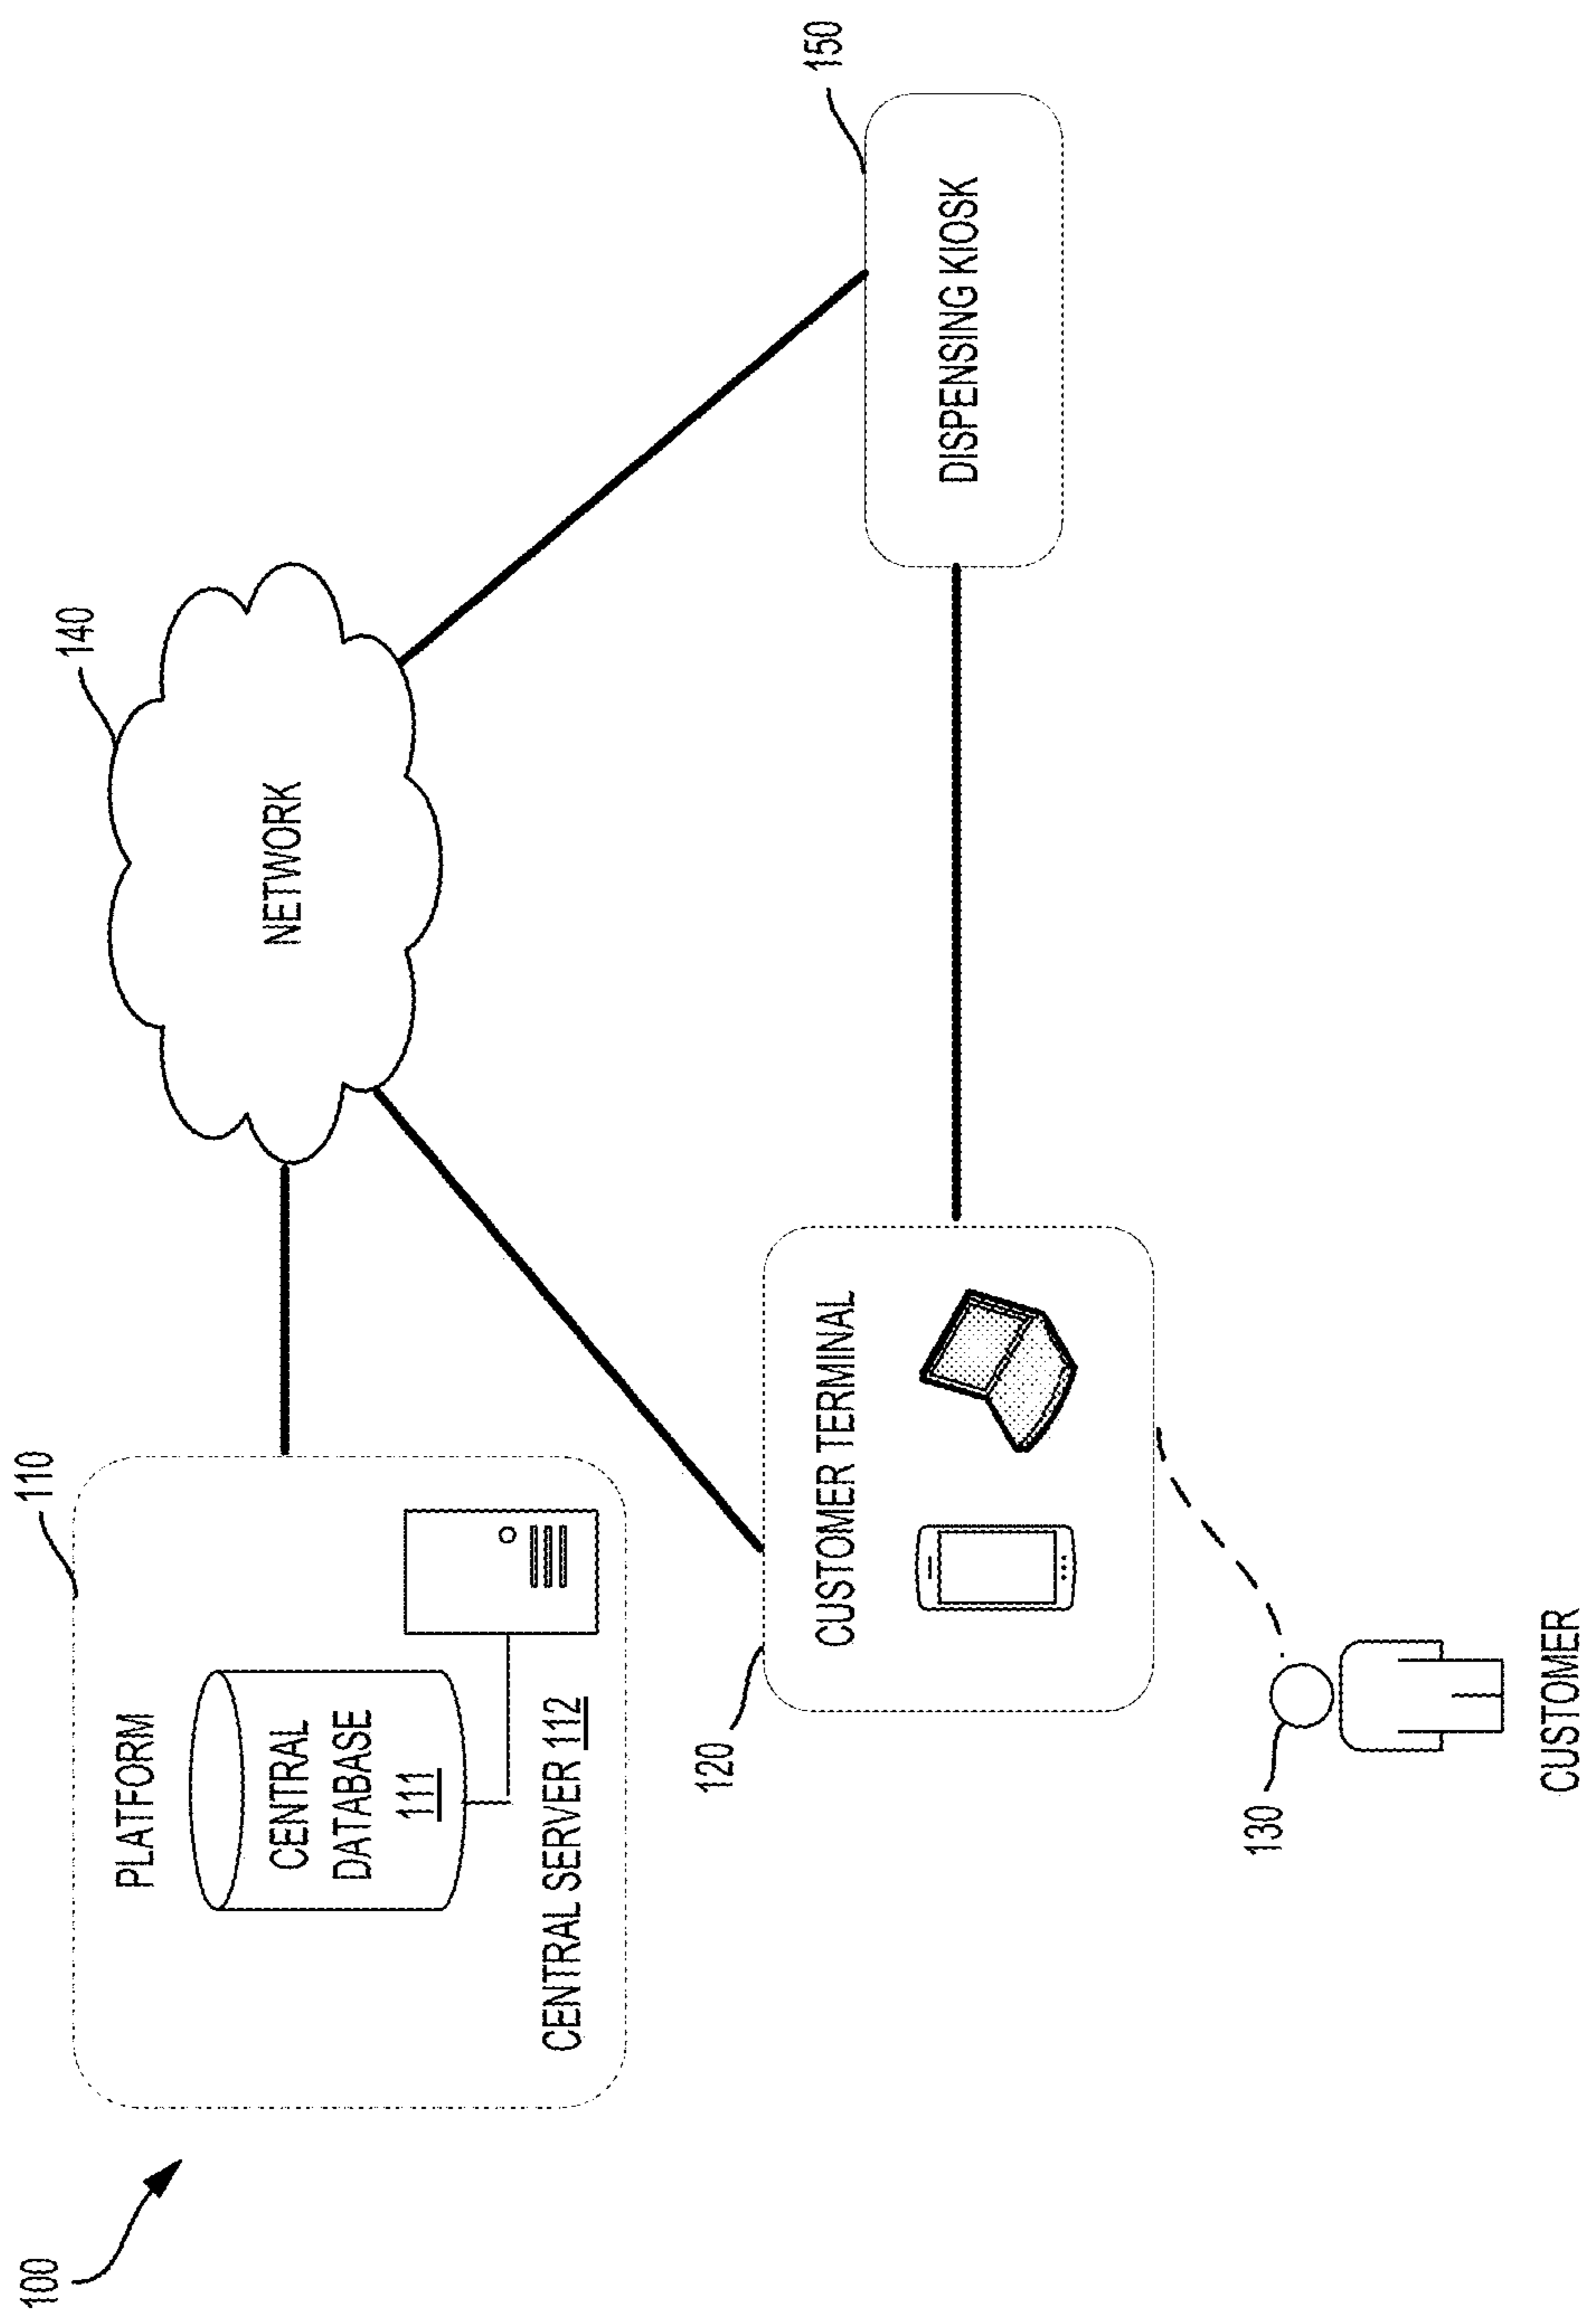 100
110
PLATFORM
CENTRAL
DATABASE
111
CENTRAL SERVER 112
140
NETWORK
120
CUSTOMER TERMINAL
150
DISPENSING KIOSK
130
CUSTOMER